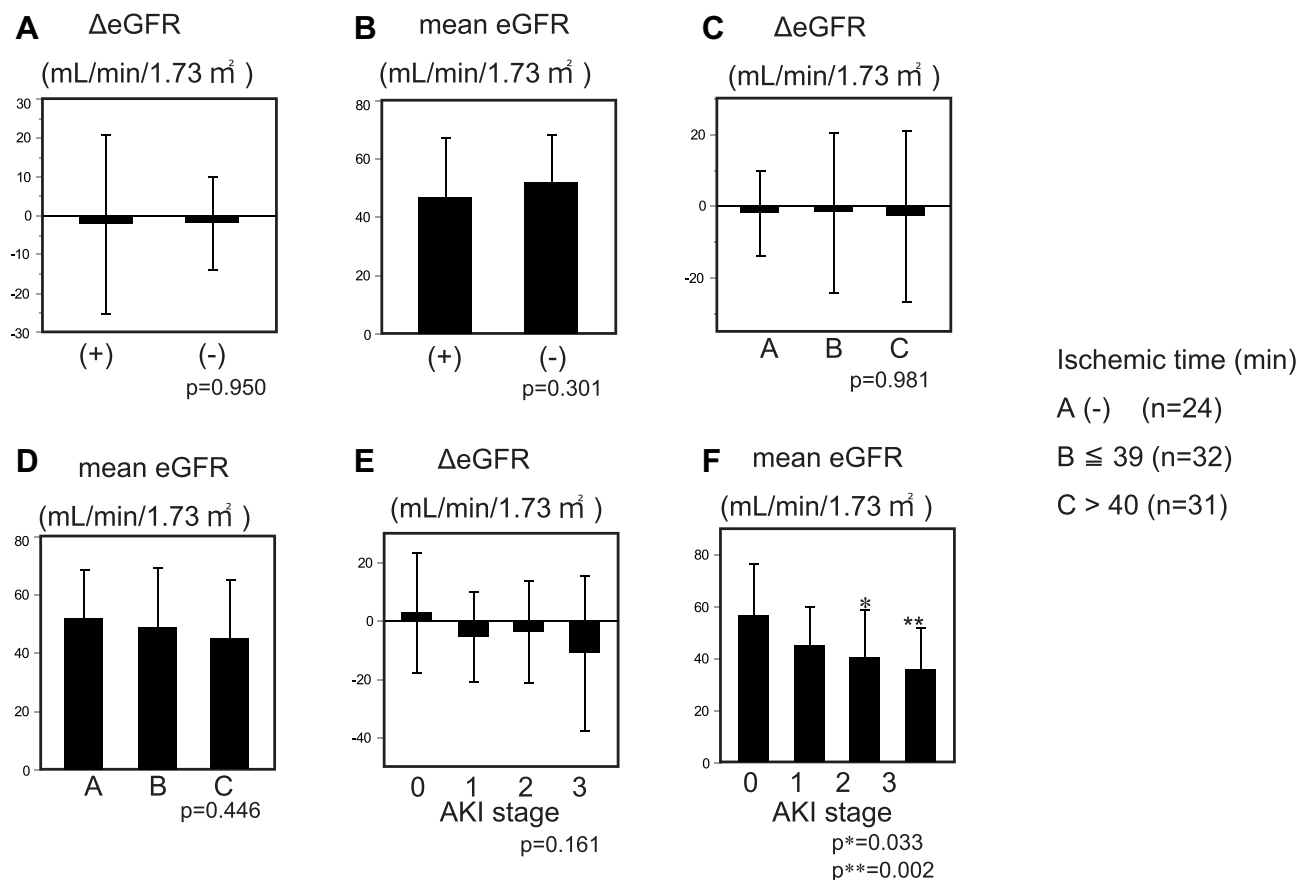 A ΔeGFR
(mL/min/1.73 ㎡ )
30
20
10
0
-10
-20
-30
(+) (-)
p=0.950
B mean eGFR
(mL/min/1.73 ㎡ )
80
60
40
20
0
(+) (-)
p=0.301
C ΔeGFR
(mL/min/1.73 ㎡ )
20
0
-20
A B C
p=0.981
Ischemic time (min)
A (-) (n=24)
B ≦ 39 (n=32)
C > 40 (n=31)
D mean eGFR
(mL/min/1.73 ㎡ )
80
60
40
20
0
A B C
p=0.446
E ΔeGFR
(mL/min/1.73 ㎡ )
20
0
-20
-40
0 1 2 3
AKI stage
p=0.161
F mean eGFR
(mL/min/1.73 ㎡ )
80
60
40
20
0
* **
0 1 2 3
AKI stage
p*=0.033
p**=0.002